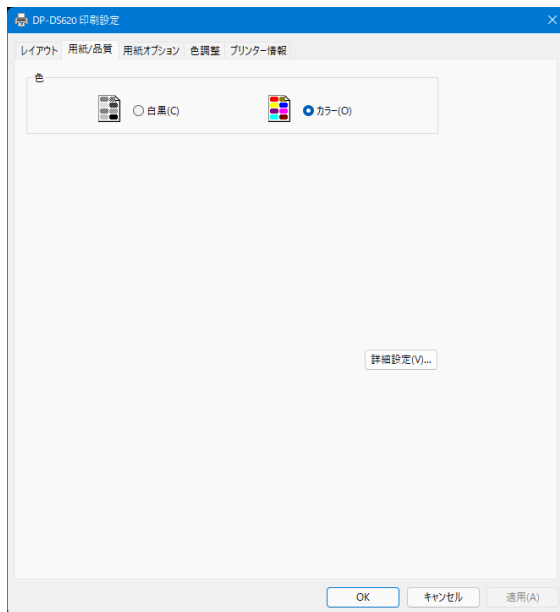 DP-DS620 印刷設定
レイアウト 用紙/品質 用紙オプション 色調整 プリンター情報
色
白黒(C) カラー(O)
詳細設定(V)...
OK キャンセル 適用(A)